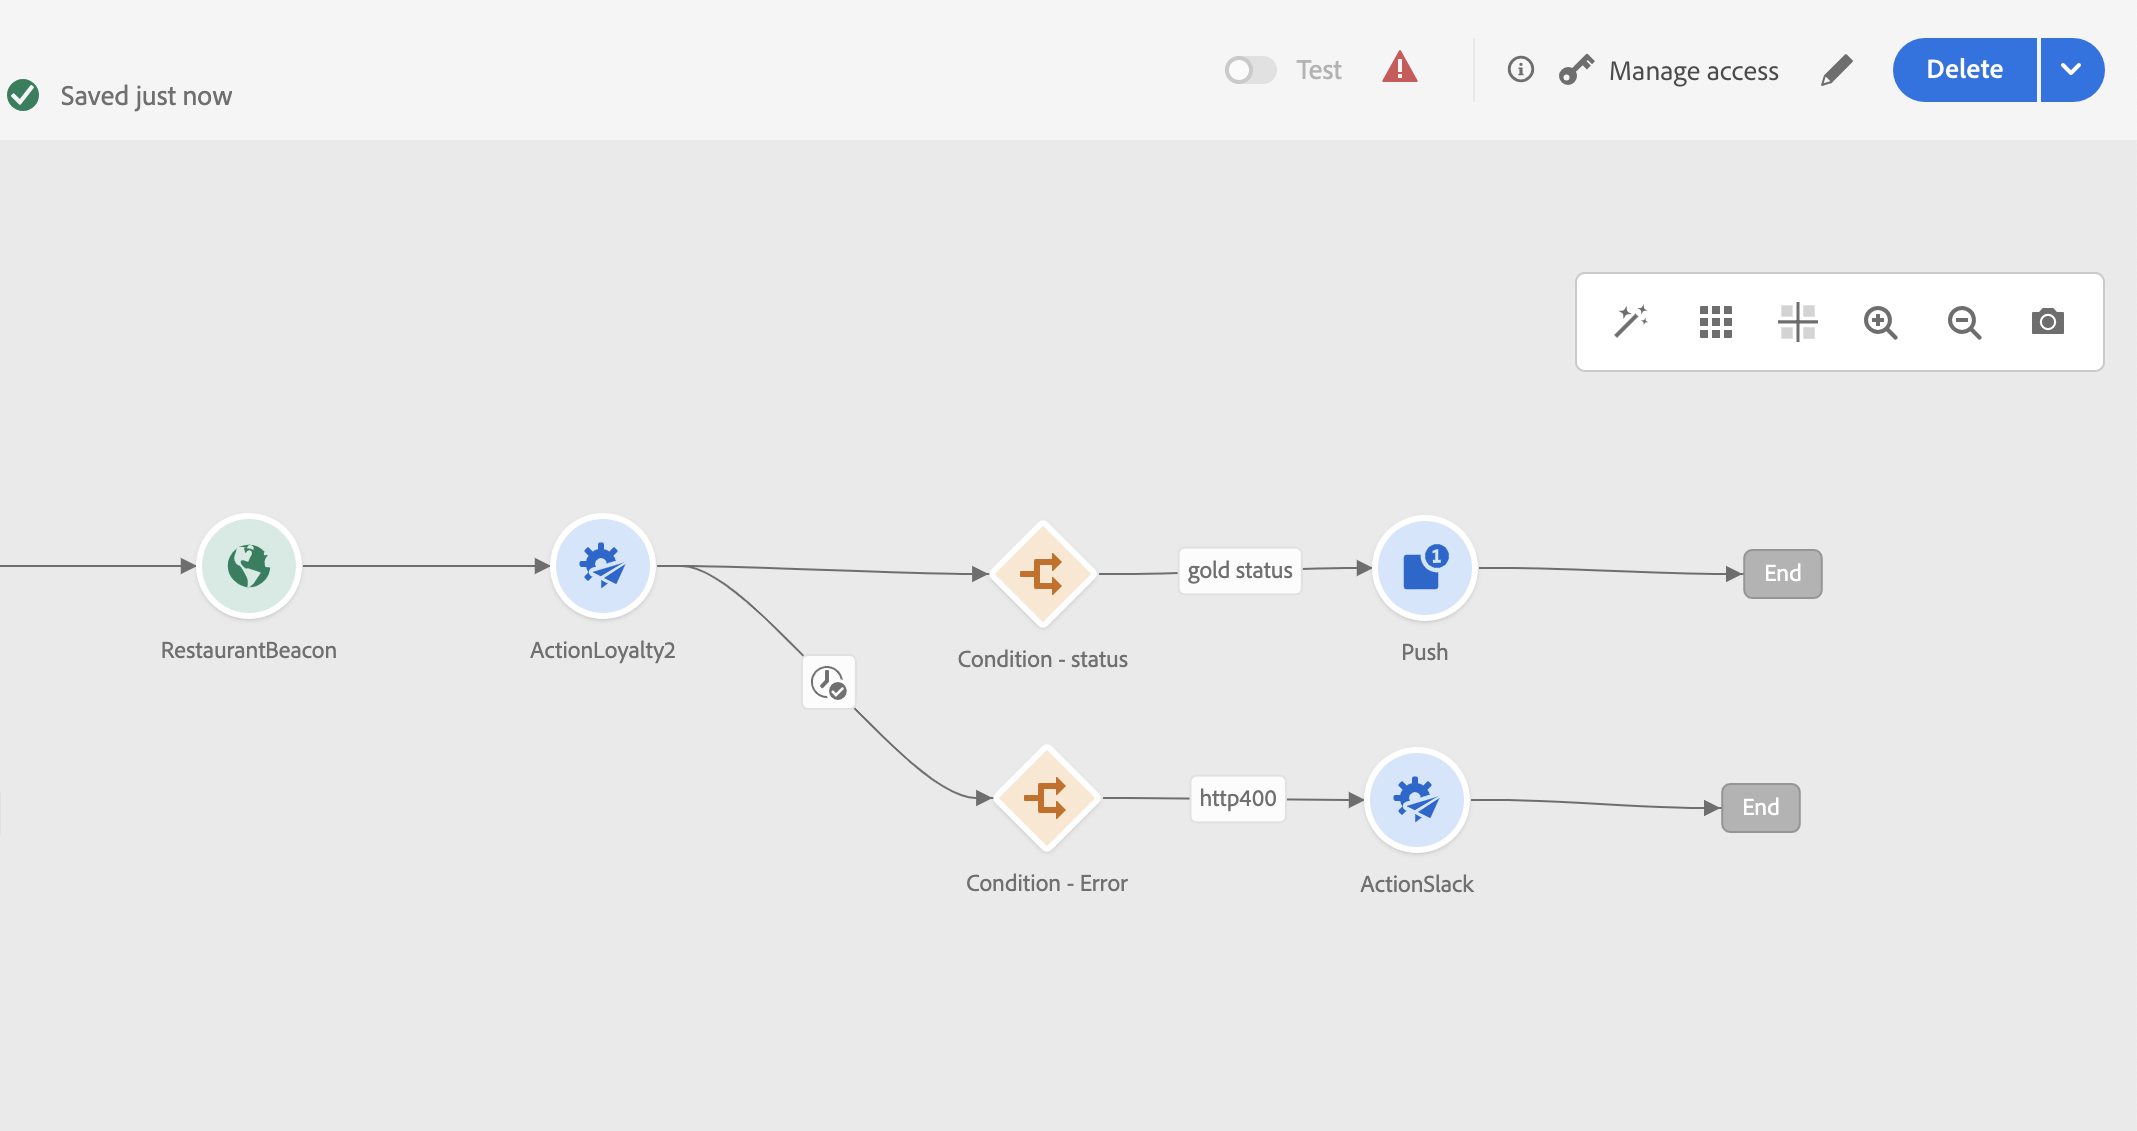 Saved just now
Test
Manage access
Delete
RestaurantBeacon
ActionLoyalty2
Condition - status
gold status
1
Push
End
Condition - Error
http400
ActionSlack
End